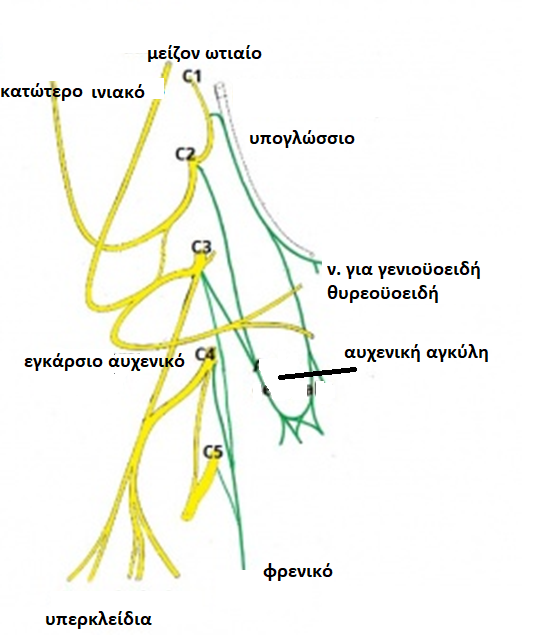 μείζον ωτιαίο
C1
κατώτερο ινιακό
υπογλώσσιο
C2
C3
ν. για γενιοϋοειδή
θυρεοϋοειδή
εγκάρσιο αυχενικό
C4
αυχενική αγκύλη
C5
φρενικό
υπερκλείδια